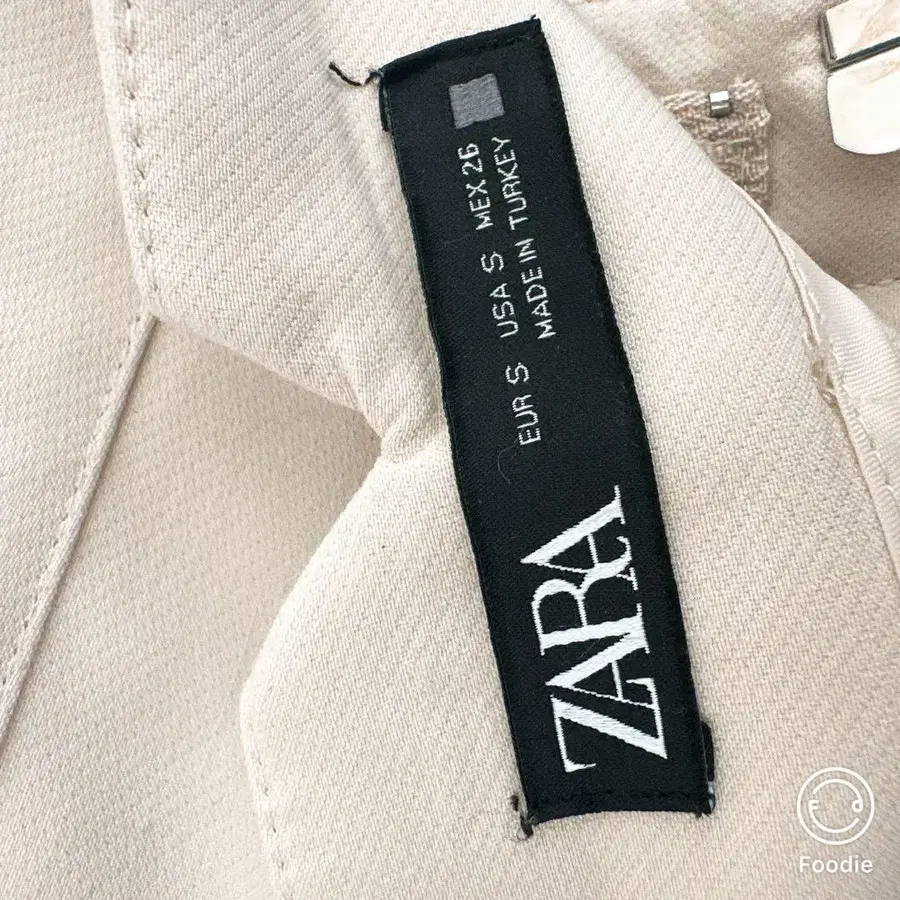 ZARA
EUR S USA S MEX 26
MADE IN TURKEY
F d
Foodie